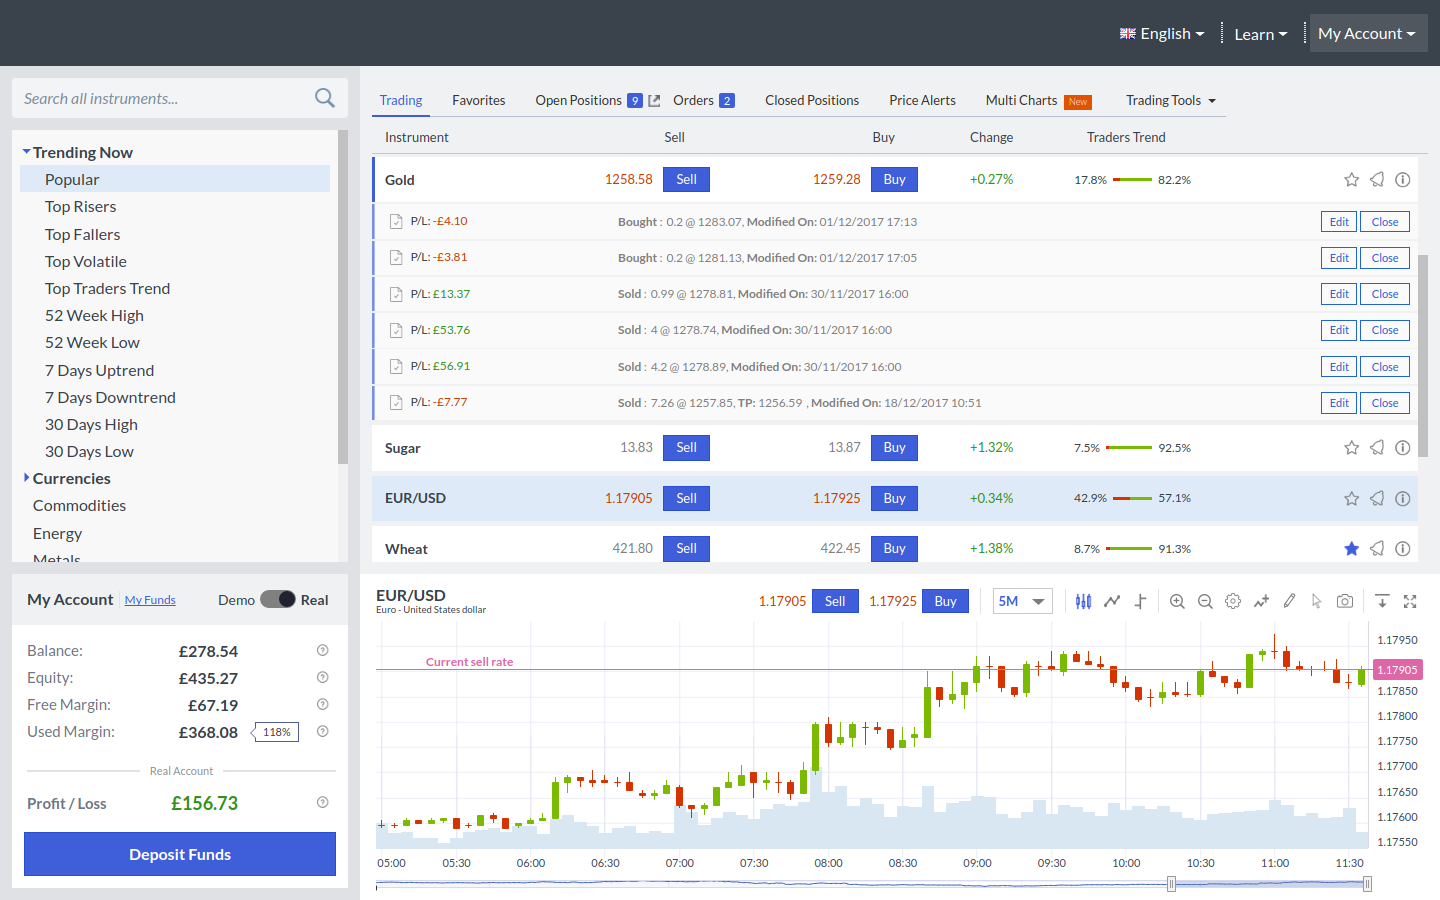 English
Learn
My Account
Search all instruments...
Trading
Favorites
Open Positions 9
Orders 2
Closed Positions
Price Alerts
Multi Charts New
Trading Tools
Trending Now
Popular
Top Risers
Top Fallers
Top Volatile
Top Traders Trend
52 Week High
52 Week Low
7 Days Uptrend
7 Days Downtrend
30 Days High
30 Days Low
Currencies
Commodities
Energy
Metals
Instrument Sell Buy Change Traders Trend
Gold 1258.58 Sell 1259.28 Buy +0.27% 17.8% 82.2%
P/L: -£4.10 Bought : 0.2 @ 1283.07, Modified On: 01/12/2017 17:13 Edit Close
P/L: -£3.81 Bought : 0.2 @ 1281.13, Modified On: 01/12/2017 17:05 Edit Close
P/L: £13.37 Sold : 0.99 @ 1278.81, Modified On: 30/11/2017 16:00 Edit Close
P/L: £53.76 Sold : 4 @ 1278.74, Modified On: 30/11/2017 16:00 Edit Close
P/L: £56.91 Sold : 4.2 @ 1278.89, Modified On: 30/11/2017 16:00 Edit Close
P/L: -£7.77 Sold : 7.26 @ 1257.85, TP: 1256.59 , Modified On: 18/12/2017 10:51 Edit Close
Sugar 13.83 Sell 13.87 Buy +1.32% 7.5% 92.5%
EUR/USD 1.17905 Sell 1.17925 Buy +0.34% 42.9% 57.1%
Wheat 421.80 Sell 422.45 Buy +1.38% 8.7% 91.3%
My Account My Funds Demo Real
Balance: £278.54
Equity: £435.27
Free Margin: £67.19
Used Margin: £368.08 118%
Real Account
Profit / Loss £156.73
Deposit Funds
EUR/USD
Euro - United States dollar
1.17905 Sell 1.17925 Buy 5M
Current sell rate
1.17950
1.17905
1.17850
1.17800
1.17750
1.17700
1.17650
1.17600
1.17550
05:00 05:30 06:00 06:30 07:00 07:30 08:00 08:30 09:00 09:30 10:00 10:30 11:00 11:30